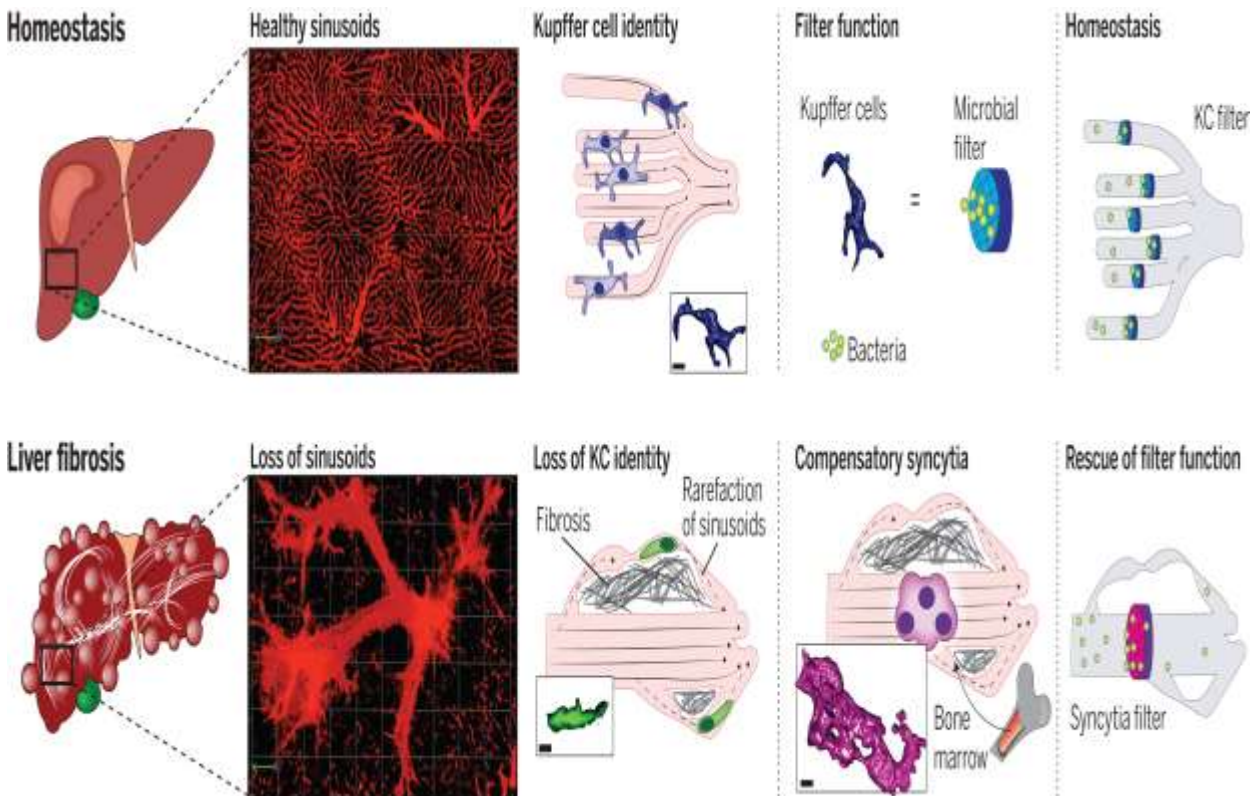 Homeostasis
Healthy sinusoids
Kupffer cell identity
Filter function
Homeostasis
Kupffer cells
Microbial
filter
=
KC filter
Bacteria
Liver fibrosis
Loss of sinusoids
Loss of KC identity
Compensatory syncytia
Rescue of filter function
Fibrosis
Rarefaction
of sinusoids
Bone
marrow
Syncytia filter